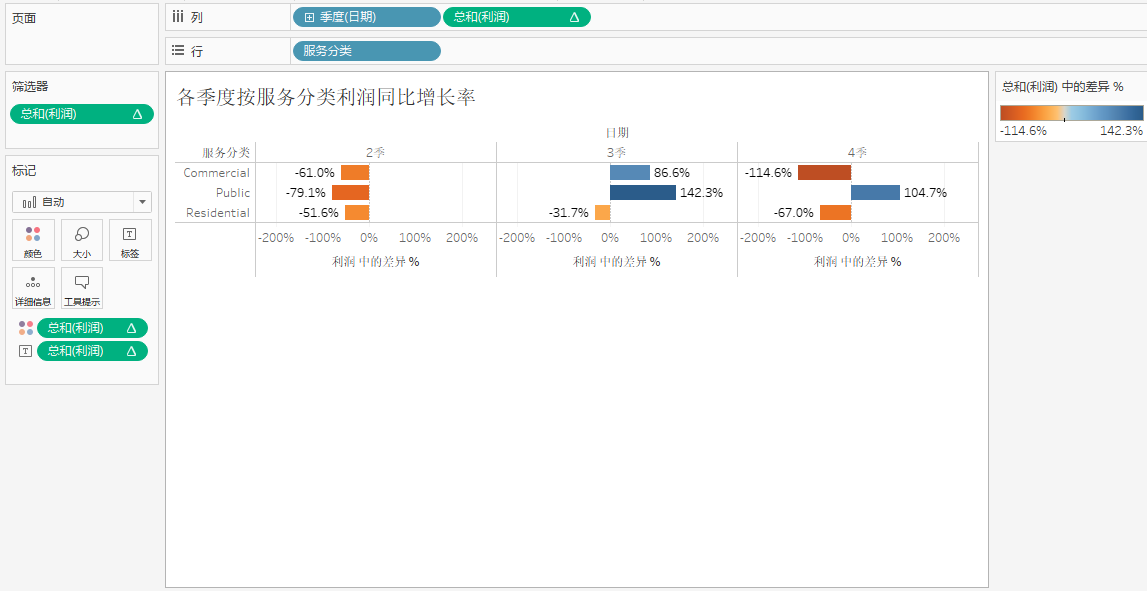 页面
列
季度(日期)
总和(利润) Δ
行
服务分类
筛选器
总和(利润) Δ
标记
自动
颜色
大小
标签
详细信息
工具提示
总和(利润) Δ
总和(利润) Δ
各季度按服务分类利润同比增长率
日期
服务分类 2季 3季 4季
Commercial -61.0% 86.6% -114.6%
Public -79.1% 142.3% 104.7%
Residential -51.6% -31.7% -67.0%
-200% -100% 0% 100% 200% -200% -100% 0% 100% 200% -200% -100% 0% 100% 200%
利润 中的差异 % 利润 中的差异 % 利润 中的差异 %
总和(利润) 中的差异 %
-114.6% 142.3%